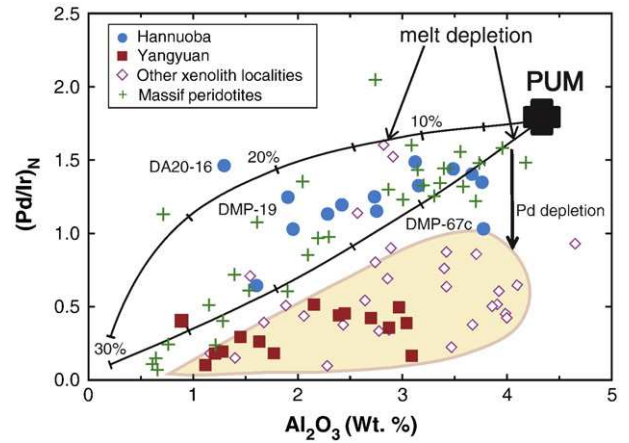 Hannuoba
Yangyuan
Other xenolith localities
Massif peridotites
melt depletion
PUM
10%
20%
30%
DA20-16
DMP-19
DMP-67c
Pd depletion
(Pd/Ir)N
2.5
2.0
1.5
1.0
0.5
0.0
0 1 2 3 4 5
Al2O3 (Wt. %)